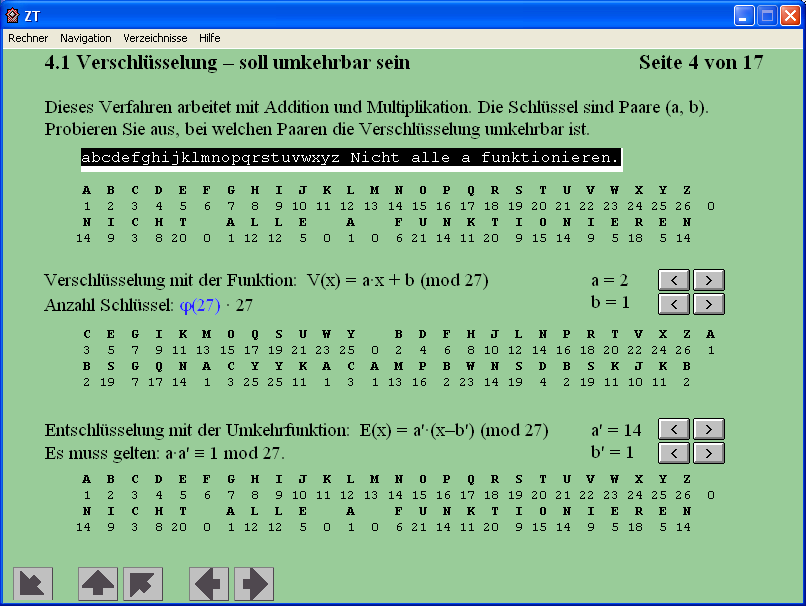 ZT
Rechner Navigation Verzeichnisse Hilfe
4.1 Verschlüsselung – soll umkehrbar sein Seite 4 von 17
Dieses Verfahren arbeitet mit Addition und Multiplikation. Die Schlüssel sind Paare (a, b).
Probieren Sie aus, bei welchen Paaren die Verschlüsselung umkehrbar ist.
abcdefghijklmnopqrstuvwxyz Nicht alle a funktionieren.
A B C D E F G H I J K L M N O P Q R S T U V W X Y Z
1 2 3 4 5 6 7 8 9 10 11 12 13 14 15 16 17 18 19 20 21 22 23 24 25 26 0
N I C H T A L L E A F U N K T I O N I E R E N
14 9 3 8 20 0 1 12 12 5 0 1 0 6 21 14 11 20 9 15 14 9 5 18 5 14
Verschlüsselung mit der Funktion: V(x) = a·x + b (mod 27) a = 2 < >
Anzahl Schlüssel: φ(27) · 27 b = 1 < >
C E G I K M O Q S U W Y B D F H J L N P R T V X Z A
3 5 7 9 11 13 15 17 19 21 23 25 0 2 4 6 8 10 12 14 16 18 20 22 24 26 1
B S G Q N A C Y Y K A C A M P B W N S D B S K J K B
2 19 7 17 14 1 3 25 25 11 1 3 1 13 16 2 23 14 19 4 2 19 11 10 11 2
Entschlüsselung mit der Umkehrfunktion: E(x) = a'·(x–b') (mod 27) a' = 14 < >
Es muss gelten: a·a' ≡ 1 mod 27. b' = 1 < >
A B C D E F G H I J K L M N O P Q R S T U V W X Y Z
1 2 3 4 5 6 7 8 9 10 11 12 13 14 15 16 17 18 19 20 21 22 23 24 25 26 0
N I C H T A L L E A F U N K T I O N I E R E N
14 9 3 8 20 0 1 12 12 5 0 1 0 6 21 14 11 20 9 15 14 9 5 18 5 14